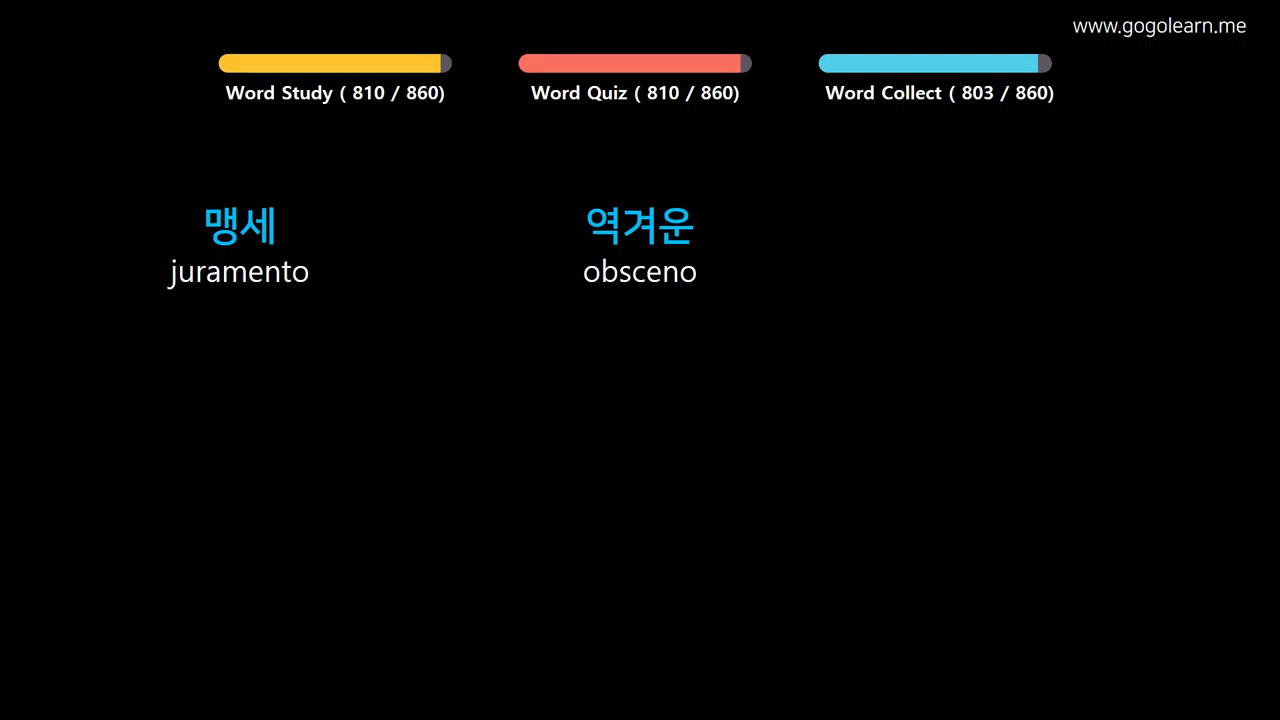 www.gogolearn.me
Word Study ( 810 / 860)
Word Quiz ( 810 / 860)
Word Collect ( 803 / 860)
맹세
juramento
역겨운
obsceno